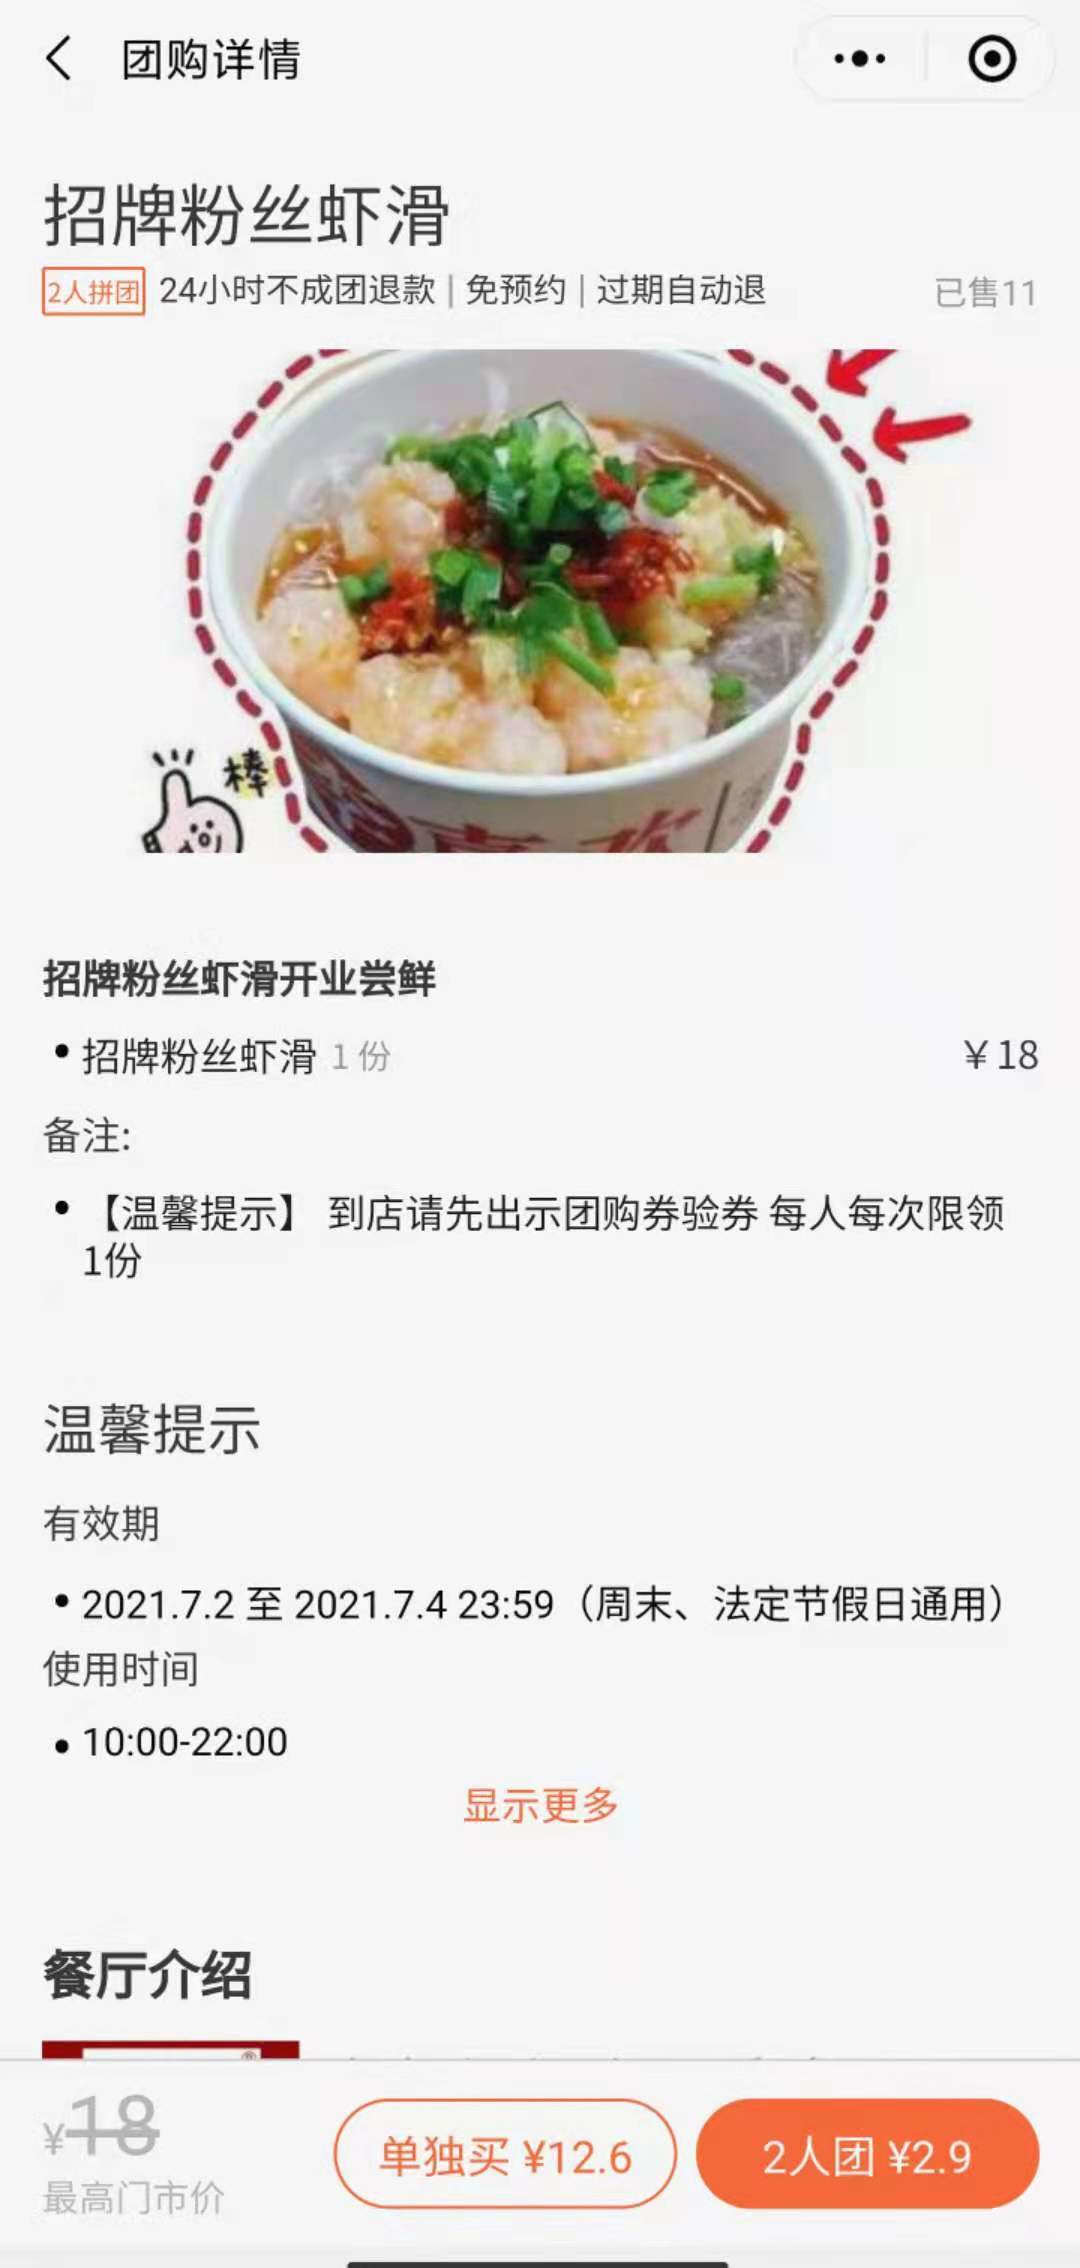 团购详情
招牌粉丝虾滑
2人拼团 24小时不成团退款 | 免预约 | 过期自动退 已售11
棒
招牌粉丝虾滑开业尝鲜
• 招牌粉丝虾滑 1 份 ¥18
备注:
• 【温馨提示】 到店请先出示团购券验券 每人每次限领
1份
温馨提示
有效期
• 2021.7.2 至 2021.7.4 23:59（周末、法定节假日通用）
使用时间
• 10:00-22:00
显示更多
餐厅介绍
¥18
最高门市价
单独买 ¥12.6
2人团 ¥2.9